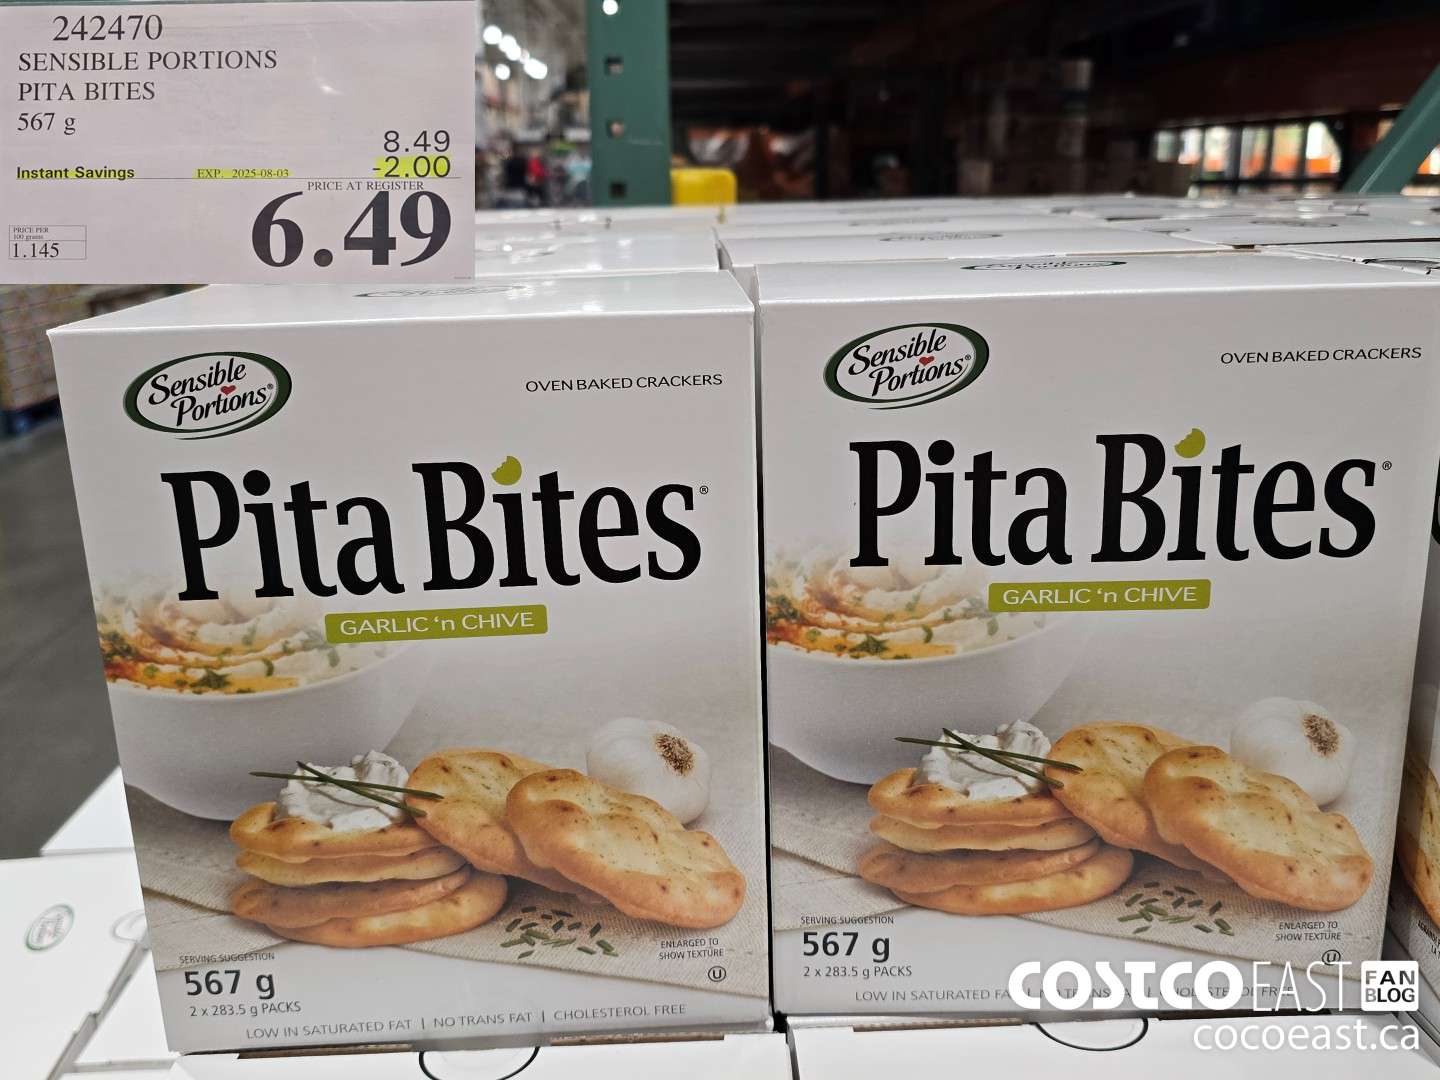 242470
SENSIBLE PORTIONS
PITA BITES
567 g
8.49
Instant Savings EXP. 2025-08-03 -2.00
PRICE AT REGISTER
6.49
PRICE PER
100 grams
1.145
Sensible
Portions®
OVEN BAKED CRACKERS
Pita Bites®
GARLIC ‘n CHIVE
SERVING SUGGESTION
567 g
2 x 283.5 g PACKS
ENLARGED TO
SHOW TEXTURE
U
LOW IN SATURATED FAT | NO TRANS FAT | CHOLESTEROL FREE
Sensible
Portions®
OVEN BAKED CRACKERS
Pita Bites®
GARLIC ‘n CHIVE
SERVING SUGGESTION
567 g
2 x 283.5 g PACKS
ENLARGED TO
SHOW TEXTURE
U
LOW IN SATURATED
COSTCO EAST FAN
BLOG
cocoeast.ca